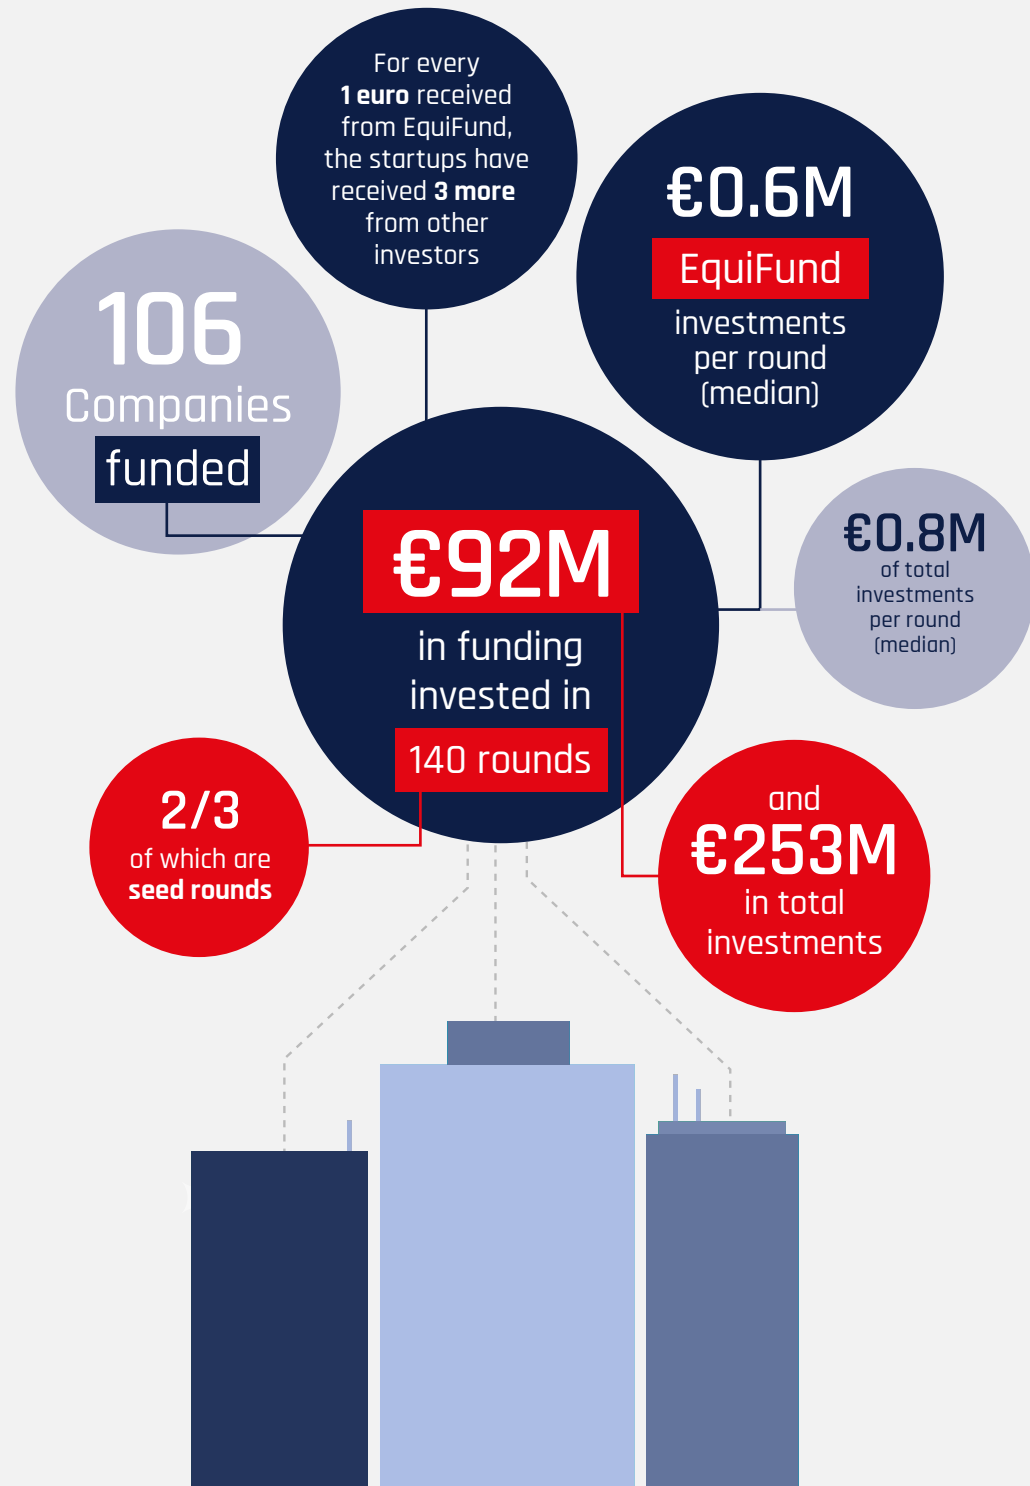 For every
1 euro received
from EquiFund,
the startups have
received 3 more
from other
investors
€0.6M
EquiFund
investments
per round
(median)
106
Companies
funded
€92M
in funding
invested in
140 rounds
€0.8M
of total
investments
per round
(median)
2/3
of which are
seed rounds
and
€253M
in total
investments